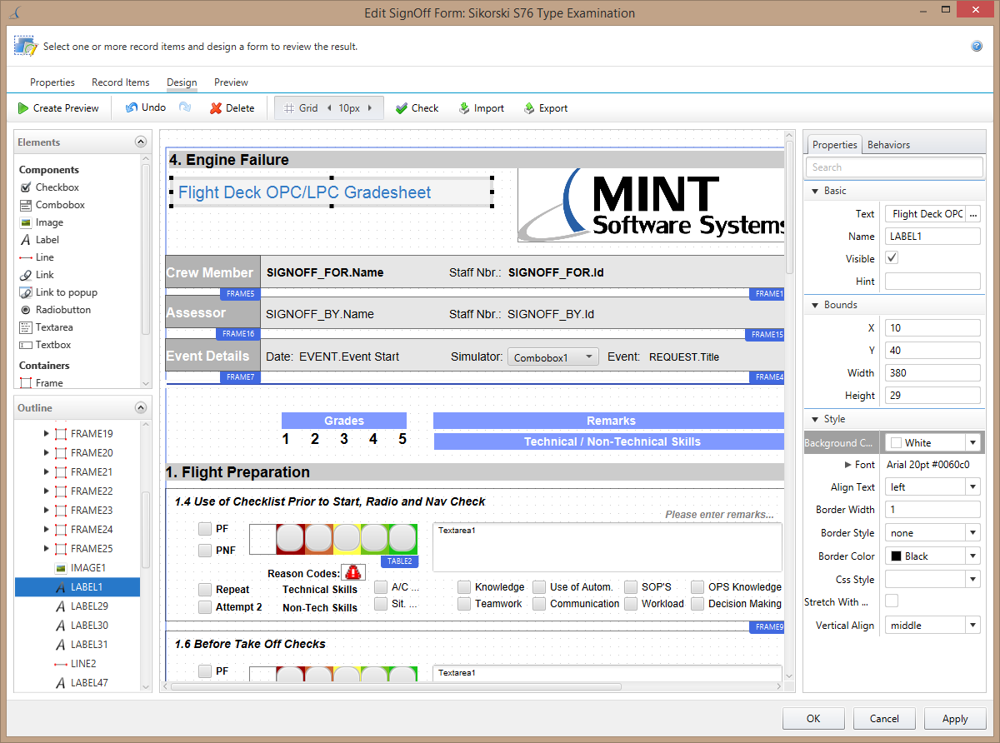 Edit SignOff Form: Sikorski S76 Type Examination
Select one or more record items and design a form to review the result.
Properties Record Items Design Preview
Create Preview Undo Delete Grid 10px Check Import Export
Elements
Components
Checkbox
Combobox
Image
Label
Line
Link
Link to popup
Radiobutton
Textarea
Textbox
Containers
Frame
Outline
FRAME19
FRAME20
FRAME21
FRAME22
FRAME23
FRAME24
FRAME25
IMAGE1
LABEL1
LABEL29
LABEL30
LABEL31
LINE2
LABEL47
4. Engine Failure
Flight Deck OPC/LPC Gradesheet
MINT
Software Systems
Crew Member SIGNOFF_FOR.Name Staff Nbr.: SIGNOFF_FOR.Id
FRAME5 FRAME1
Assessor SIGNOFF_BY.Name Staff Nbr.: SIGNOFF_BY.Id
FRAME16 FRAME15
Event Details Date: EVENT.Event Start Simulator: Combobox1 Event: REQUEST.Title
FRAME7 FRAME4
Grades Remarks
1 2 3 4 5 Technical / Non-Technical Skills
1. Flight Preparation
1.4 Use of Checklist Prior to Start, Radio and Nav Check
Please enter remarks...
PF Textarea1
PNF
TABLE2
Reason Codes:
Repeat Technical Skills A/C ... Knowledge Use of Autom. SOP'S OPS Knowledge
Attempt 2 Non-Tech Skills Sit. ... Teamwork Communication Workload Decision Making
FRAME9
1.6 Before Take Off Checks
PF Textarea1
Properties Behaviors
Search
Basic
Text Flight Deck OPC ...
Name LABEL1
Visible
Hint
Bounds
X 10
Y 40
Width 380
Height 29
Style
Background C... White
Font Arial 20pt #0060c0
Align Text left
Border Width 1
Border Style none
Border Color Black
Css Style
Stretch With ...
Vertical Align middle
OK Cancel Apply